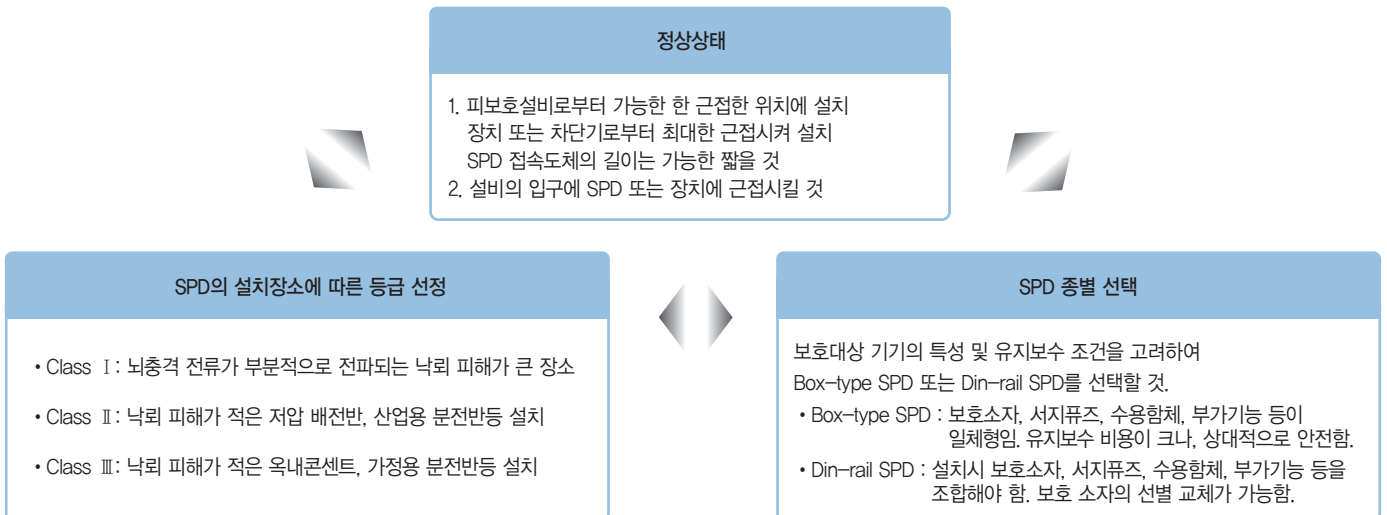 정상상태
1. 피보호설비로부터 가능한 한 근접한 위치에 설치
장치 또는 차단기로부터 최대한 근접시켜 설치
SPD 접속도체의 길이는 가능한 짧을 것
2. 설비의 입구에 SPD 또는 장치에 근접시킬 것
SPD의 설치장소에 따른 등급 선정
• Class Ⅰ: 뇌충격 전류가 부분적으로 전파되는 낙뢰 피해가 큰 장소
• Class Ⅱ: 낙뢰 피해가 적은 저압 배전반, 산업용 분전반등 설치
• Class Ⅲ: 낙뢰 피해가 적은 옥내콘센트, 가정용 분전반등 설치
SPD 종별 선택
보호대상 기기의 특성 및 유지보수 조건을 고려하여
Box-type SPD 또는 Din-rail SPD를 선택할 것.
• Box-type SPD : 보호소자, 서지퓨즈, 수용함체, 부가기능 등이
일체형임. 유지보수 비용이 크나, 상대적으로 안전함.
• Din-rail SPD : 설치시 보호소자, 서지퓨즈, 수용함체, 부가기능 등을
조합해야 함. 보호 소자의 선별 교체가 가능함.